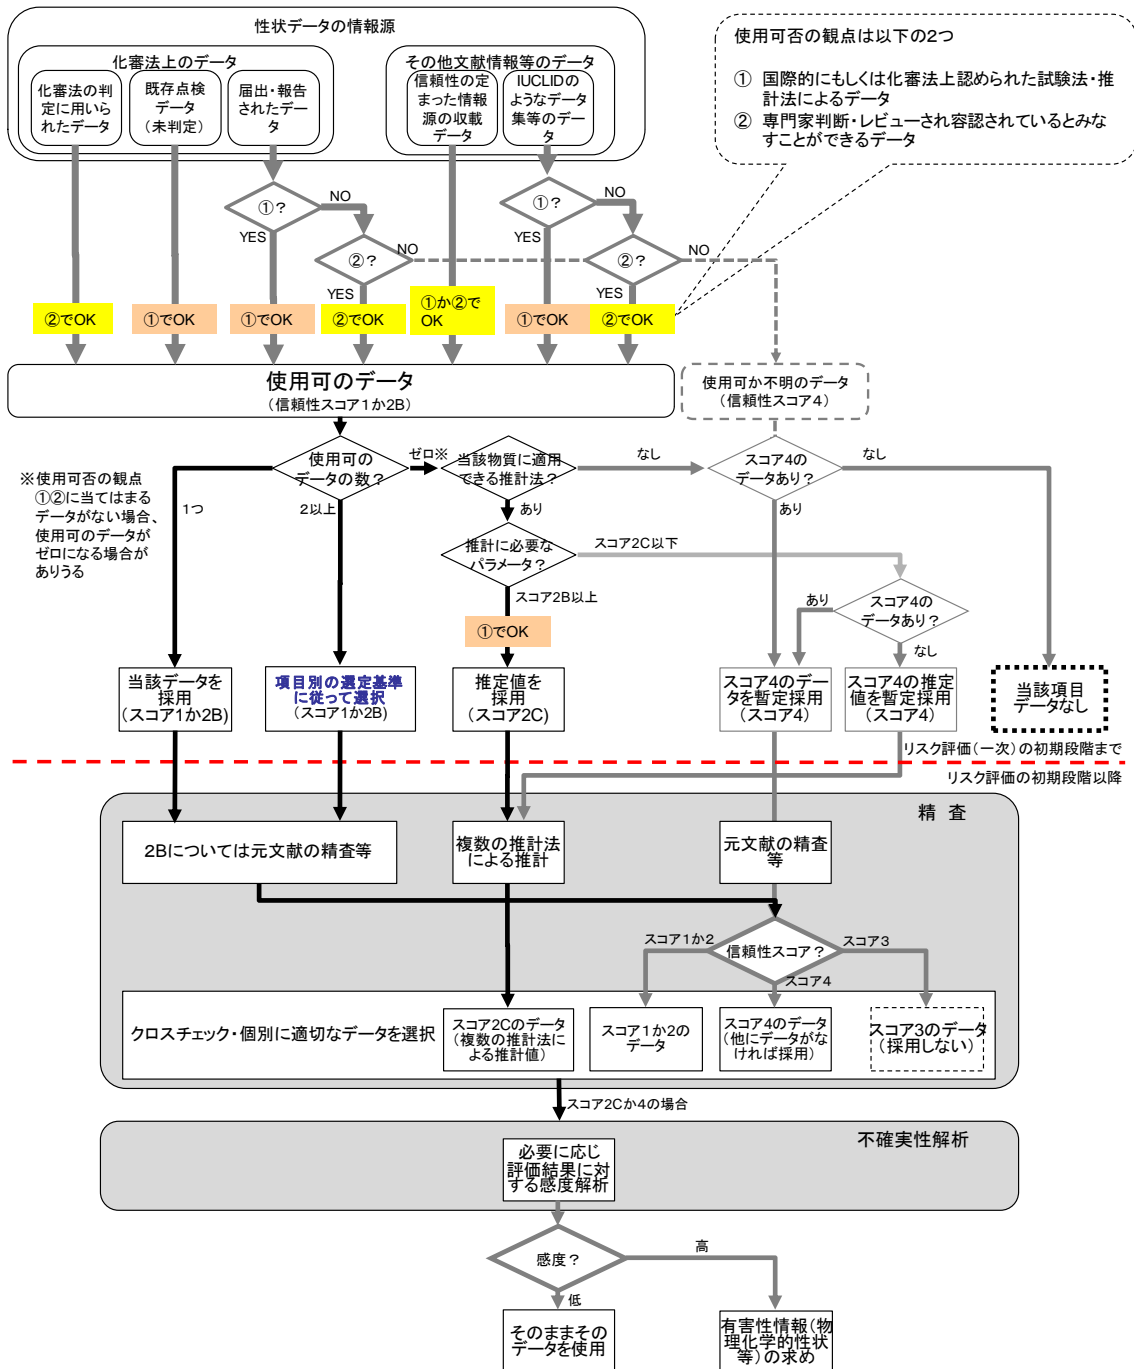 性状データの情報源
化審法上のデータ
化審法の判
定に用いら
れたデータ
既存点検
データ
(未判定)
届出・報告
されたデー
タ
その他文献情報等のデータ
信頼性の定
まった情報
源の収載
データ
IUCLIDの
ようなデータ
集等のデー
タ
使用可否の観点は以下の2つ
① 国際的にもしくは化審法上認められた試験法・推
計法によるデータ
② 専門家判断・レビューされ容認されているとみな
すことができるデータ
①?
NO
YES
②?
NO
YES
①?
NO
YES
②?
NO
YES
②でOK
①でOK
①でOK
②でOK
①か②で
OK
①でOK
②でOK
使用可のデータ
(信頼性スコア1か2B)
使用可か不明のデータ
(信頼性スコア4)
使用可の
データの数?
ゼロ※
当該物質に適用
できる推計法?
なし
スコア4の
データあり?
なし
※使用可否の観点
①②に当てはまる
データがない場合、
使用可のデータが
ゼロになる場合が
ありうる
1つ
2以上
あり
あり
推計に必要な
パラメータ?
スコア2C以下
スコア2B以上
あり
スコア4の
データあり?
なし
①でOK
当該データを
採用
(スコア1か2B)
項目別の選定基準
に従って選択
(スコア1か2B)
推定値を
採用
(スコア2C)
スコア4のデー
タを暫定採用
(スコア4)
スコア4の推定
値を暫定採用
(スコア4)
当該項目
データなし
リスク評価(一次)の初期段階まで
リスク評価の初期段階以降
精 査
2Bについては元文献の精査等
複数の推計法
による推計
元文献の精査
等
信頼性スコア?
スコア1か2
スコア3
スコア4
クロスチェック・個別に適切なデータを選択
スコア2Cのデータ
(複数の推計法に
よる推計値)
スコア1か2の
データ
スコア4のデータ
(他にデータがな
ければ採用)
スコア3のデータ
(採用しない)
スコア2Cか4の場合
不確実性解析
必要に応じ
評価結果に対
する感度解析
感度?
高
低
そのままその
データを使用
有害性情報(物
理化学的性状
等)の求め